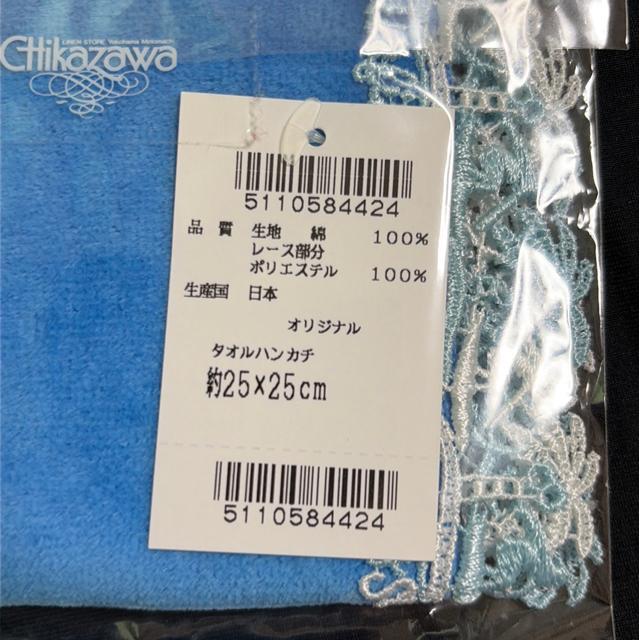 LINEN STORE Yokohama Motomachi
CHikazawa
5110584424
品 質 生地 綿 100%
レース部分
ポリエステル 100%
生産国 日本
オリジナル
タオルハンカチ
約25×25cm
5110584424